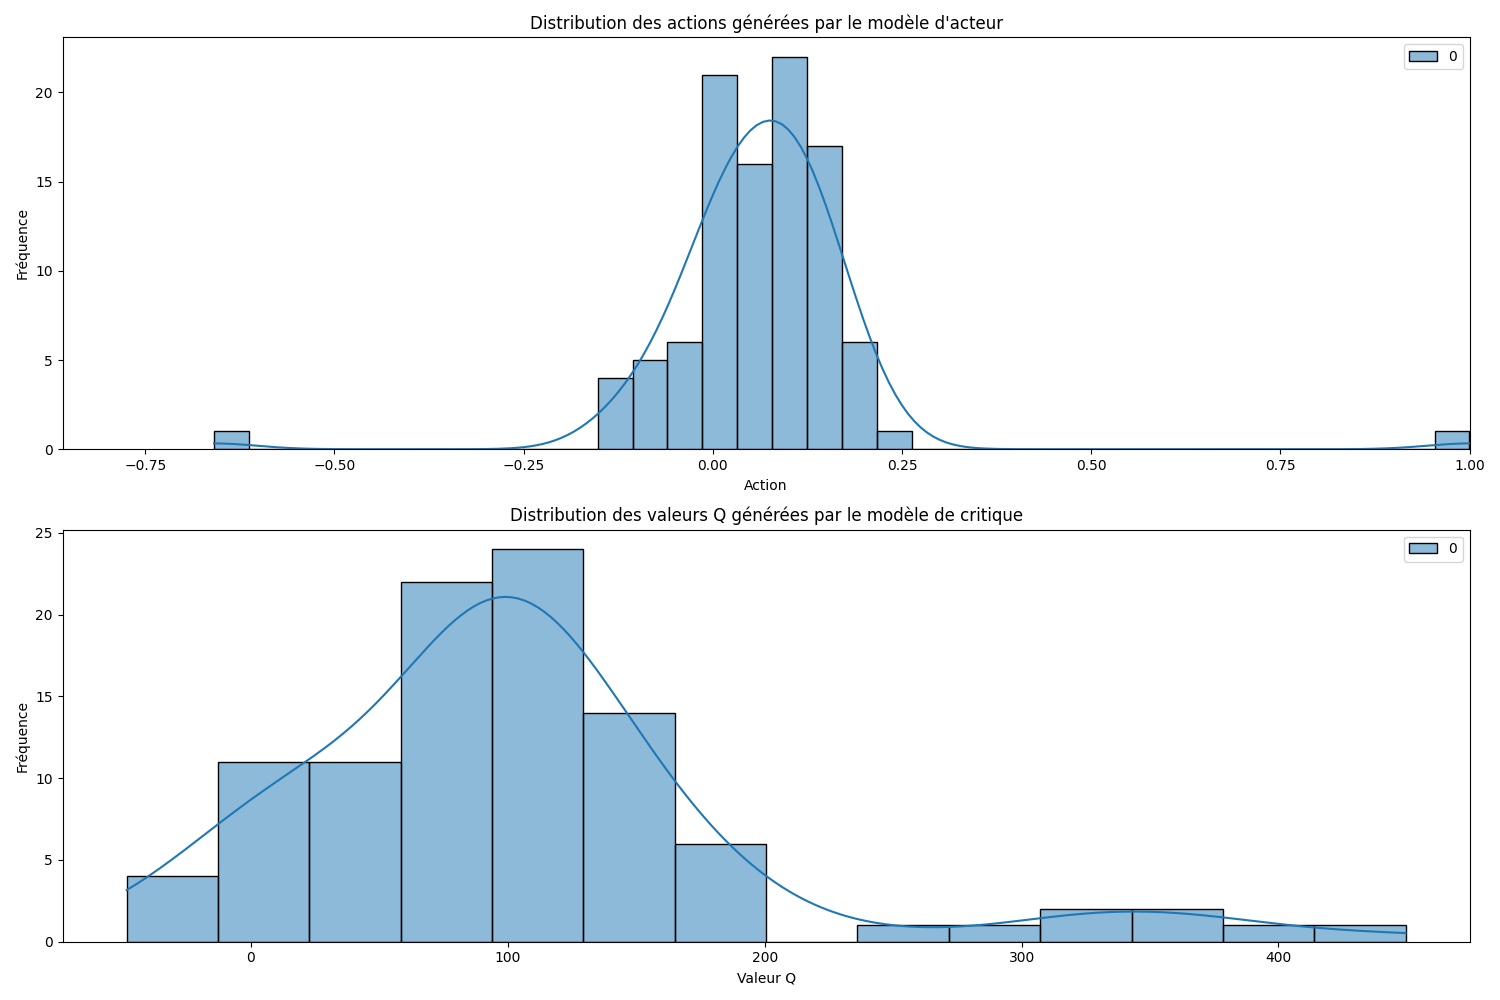 Distribution des actions générées par le modèle d'acteur
0
20
15
10
5
0
Fréquence
−0.75 −0.50 −0.25 0.00 0.25 0.50 0.75 1.00
Action
Distribution des valeurs Q générées par le modèle de critique
0
25
20
15
10
5
0
Fréquence
0 100 200 300 400
Valeur Q